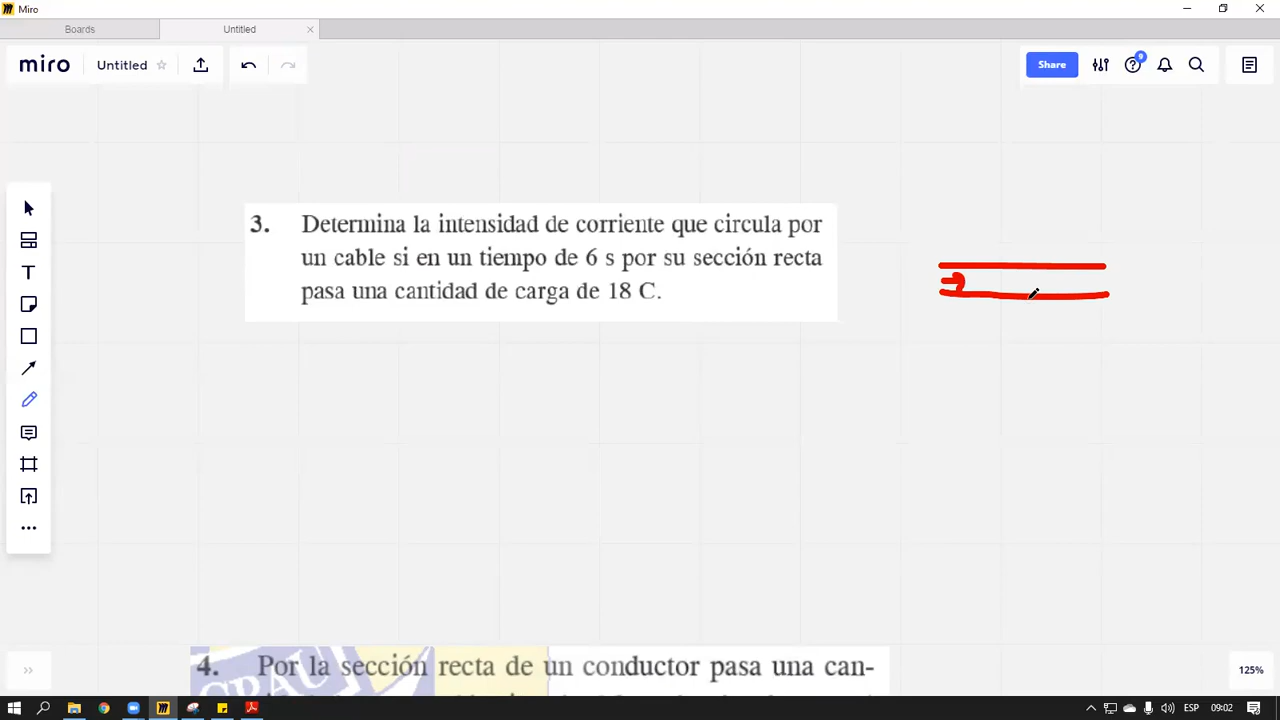 Miro
Boards
Untitled
miro
Untitled
Share
9
3. Determina la intensidad de corriente que circula por
un cable si en un tiempo de 6 s por su sección recta
pasa una cantidad de carga de 18 C.
4. Por la sección recta de un conductor pasa una can-
125%
ESP
09:02